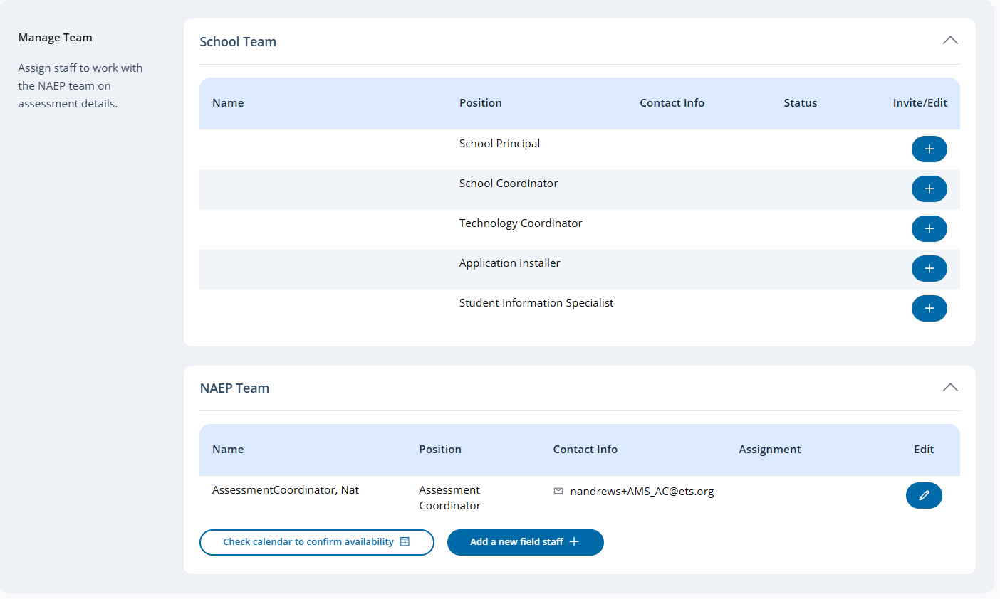 Manage Team
Assign staff to work with
the NAEP team on
assessment details.
School Team
Name Position Contact Info Status Invite/Edit
School Principal
School Coordinator
Technology Coordinator
Application Installer
Student Information Specialist
NAEP Team
Name Position Contact Info Assignment Edit
AssessmentCoordinator, Nat Assessment nandrews+AMS_AC@ets.org
Coordinator
Check calendar to confirm availability Add a new field staff